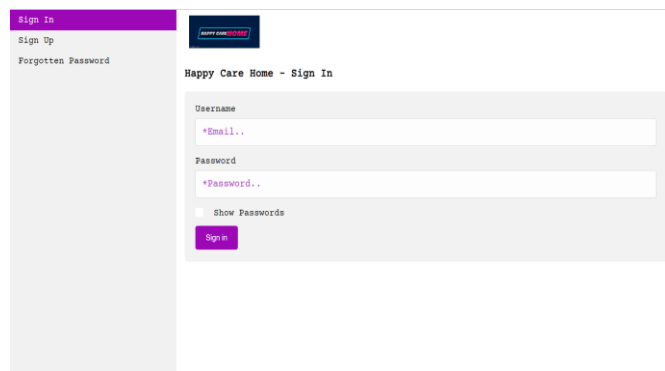 Sign In
Sign Up
Forgotten Password
HAPPY CARE HOME
Happy Care Home - Sign In
Username
*Email..
Password
*Password..
Show Passwords
Sign in